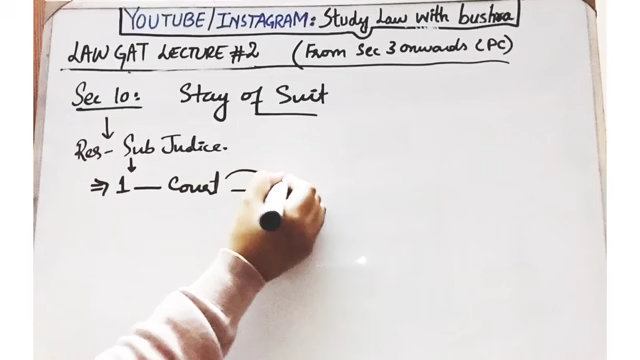 YOUTUBE/INSTAGRAM: Study Law with bushra
LAW GAT LECTURE #2 (From Sec 3 onwards CPC)
Sec 10: Stay of Suit
Res-Sub Judice.
⇒ 1 — Court